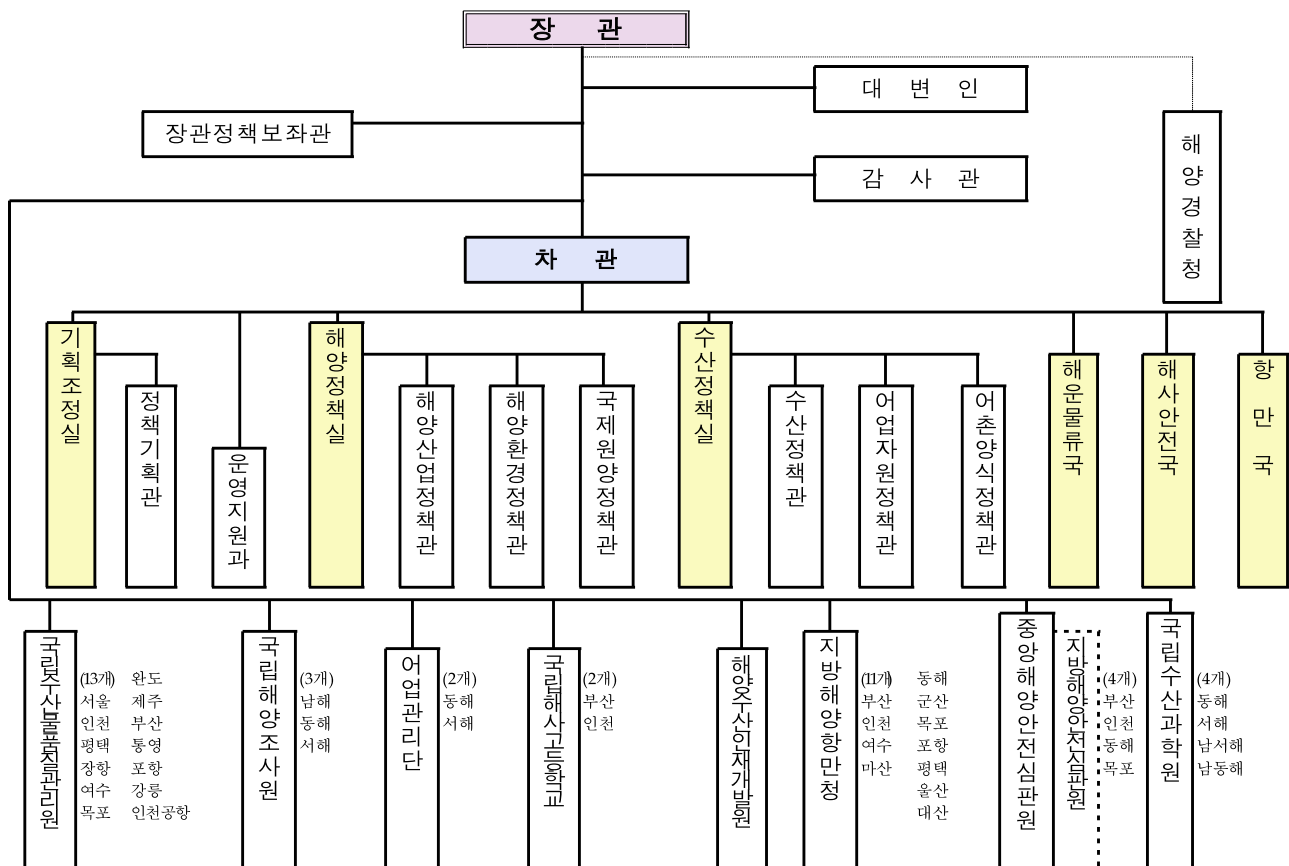 장 관
대 변 인
장관정책보좌관
감 사 관
해양경찰청
차 관
기획조정실
정책기획관
운영지원과
해양정책실
해양산업정책관
해양환경정책관
국제원양정책관
수산정책실
수산정책관
어업자원정책관
어촌양식정책관
해운물류국
해사안전국
항 만 국
국립수산물품질관리원
(13개) 완도
서울 제주
인천 부산
평택 통영
장항 포항
여수 강릉
목포 인천공항
국립해양조사원
(3개)
남해
동해
서해
어업관리단
(2개)
동해
서해
국립해사고등학교
(2개)
부산
인천
해양수산인재개발원
지방해양항만청
(11개) 동해
부산 군산
인천 목포
여수 포항
마산 평택
울산
대산
중앙해양안전심판원
지방해양안전심판원
(4개)
부산
인천
동해
목포
국립수산과학원
(4개)
동해
서해
남서해
남동해